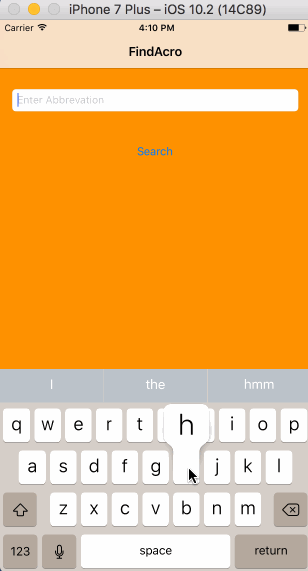 iPhone 7 Plus – iOS 10.2 (14C89)
Carrier 4:10 PM
FindAcro
Enter Abbrevation
Search
I the hmm
q w e r t h i o p
a s d f g j k l
z x c v b n m
123 space return